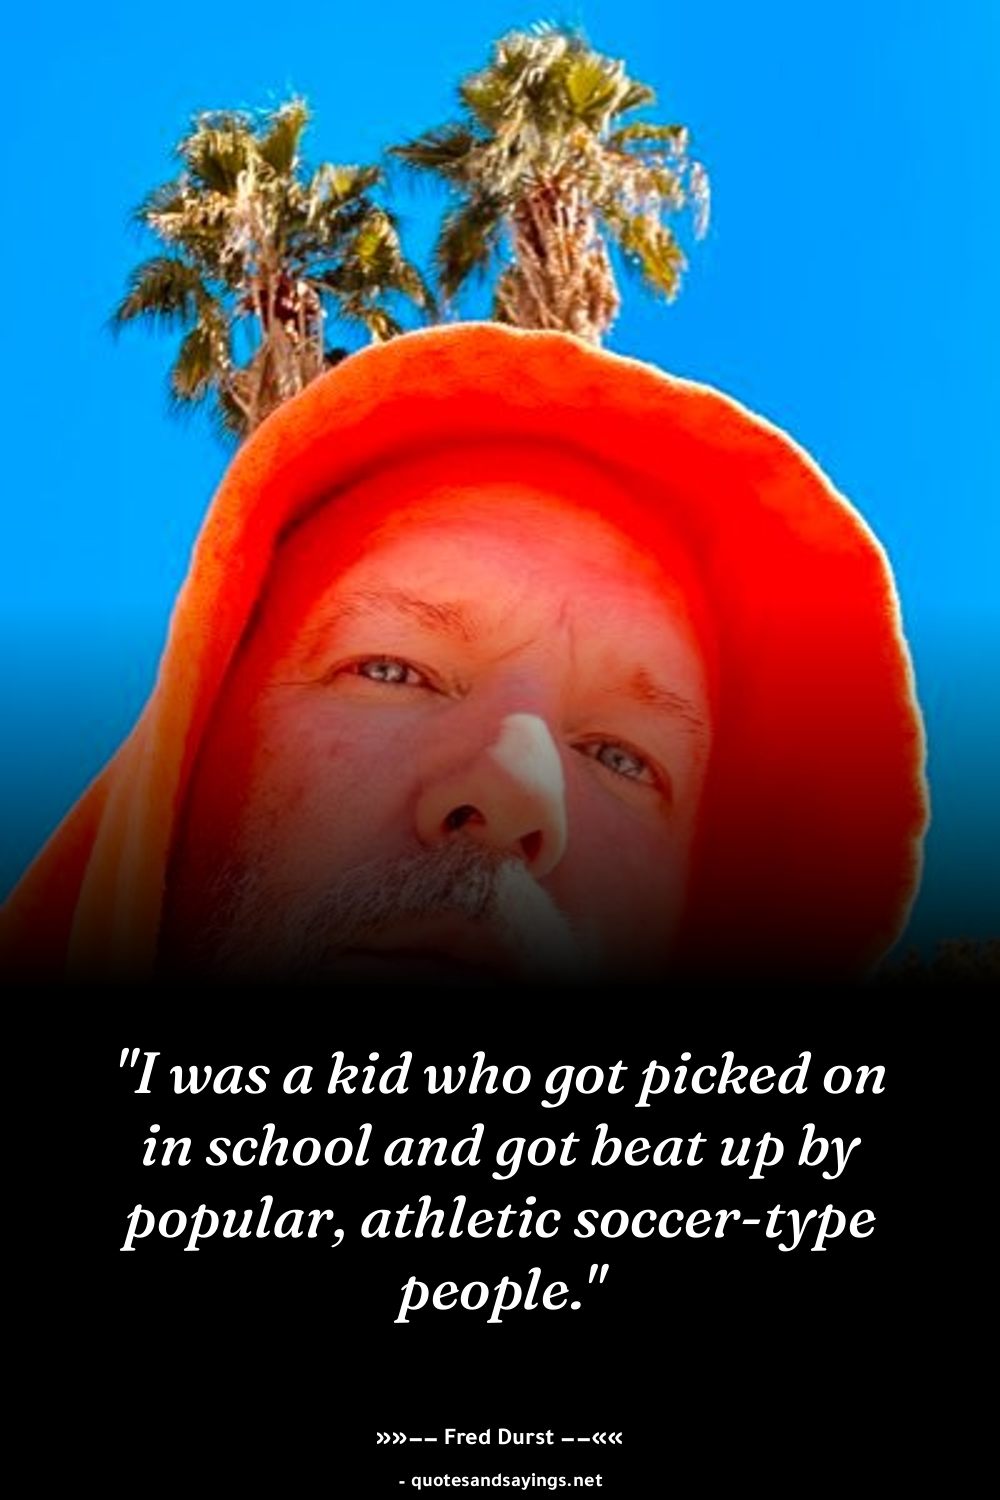 "I was a kid who got picked on
in school and got beat up by
popular, athletic soccer-type
people."
»»−− Fred Durst −−««
- quotesandsayings.net